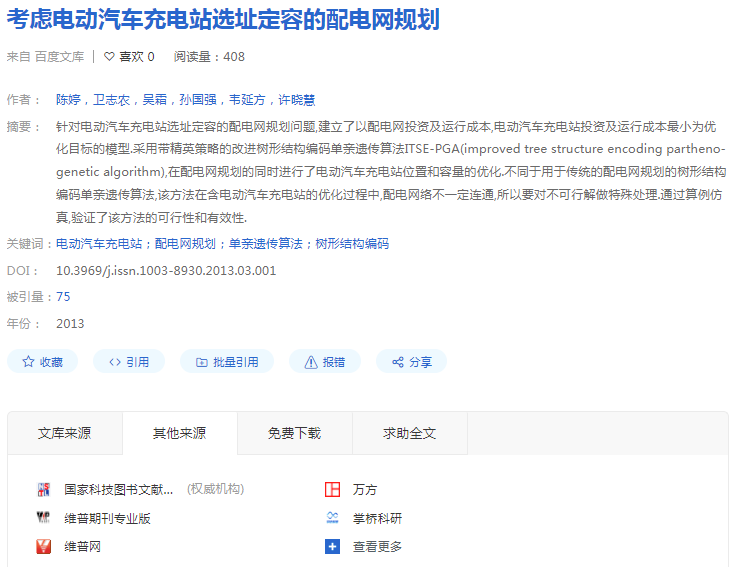 考虑电动汽车充电站选址定容的配电网规划
来自 百度文库 喜欢 0 阅读量：408
作者： 陈婷，卫志农，吴霜，孙国强，韦延方，许晓慧
摘要： 针对电动汽车充电站选址定容的配电网规划问题,建立了以配电网投资及运行成本,电动汽车充电站投资及运行成本最小为优
化目标的模型.采用带精英策略的改进树形结构编码单亲遗传算法ITSE-PGA(improved tree structure encoding partheno-
genetic algorithm),在配电网规划的同时进行了电动汽车充电站位置和容量的优化.不同于用于传统的配电网规划的树形结构
编码单亲遗传算法,该方法在含电动汽车充电站的优化过程中,配电网络不一定连通,所以要对不可行解做特殊处理.通过算例仿
真,验证了该方法的可行性和有效性.
关键词：电动汽车充电站；配电网规划；单亲遗传算法；树形结构编码
DOI： 10.3969/j.issn.1003-8930.2013.03.001
被引量：75
年份： 2013
收藏 引用 批量引用 报错 分享
文库来源 其他来源 免费下载 求助全文
国家科技图书文献... (权威机构) 万方
维普期刊专业版 掌桥科研
维普网 查看更多